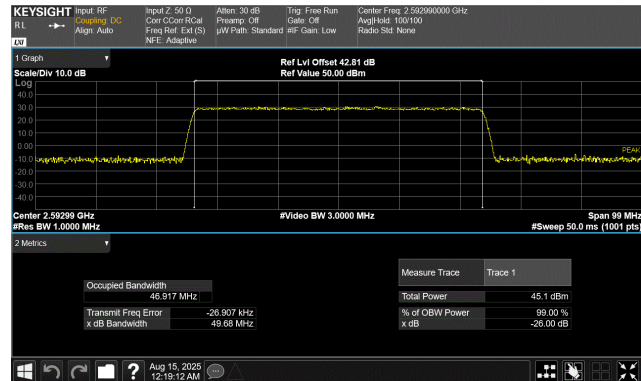 KEYSIGHT Input: RF Input Z: 50 Ω Atten: 30 dB Trig: Free Run Center Freq: 2.592990000 GHz
RL Coupling: DC Corr CCorr RCal Preamp: Off Gate: Off Avg|Hold: 100/100
Align: Auto Freq Ref: Ext (S) µW Path: Standard #IF Gain: Low Radio Std: None
LXI NFE: Adaptive
1 Graph
Scale/Div 10.0 dB
Ref Lvl Offset 42.81 dB
Ref Value 50.00 dBm
Log
40.0
30.0
20.0
10.0
0.00
PEAK
-10.0
-20.0
-30.0
-40.0
Center 2.59299 GHz #Video BW 3.0000 MHz Span 99 MHz
#Res BW 1.0000 MHz #Sweep 50.0 ms (1001 pts)
2 Metrics
Measure Trace Trace 1
Occupied Bandwidth
46.917 MHz Total Power 45.1 dBm
Transmit Freq Error -26.907 kHz % of OBW Power 99.00 %
x dB Bandwidth 49.68 MHz x dB -26.00 dB
? Aug 15, 2025
12:19:12 AM